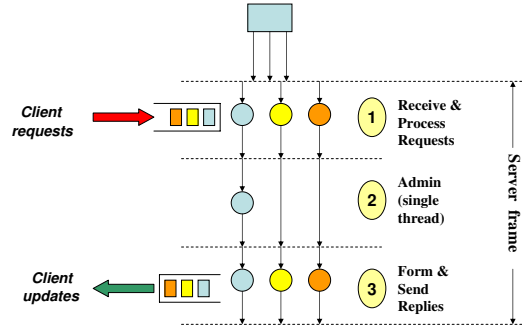 Client
requests
1
Receive &
Process
Requests
2
Admin
(single
thread)
Server frame
Client
updates
3
Form &
Send
Replies